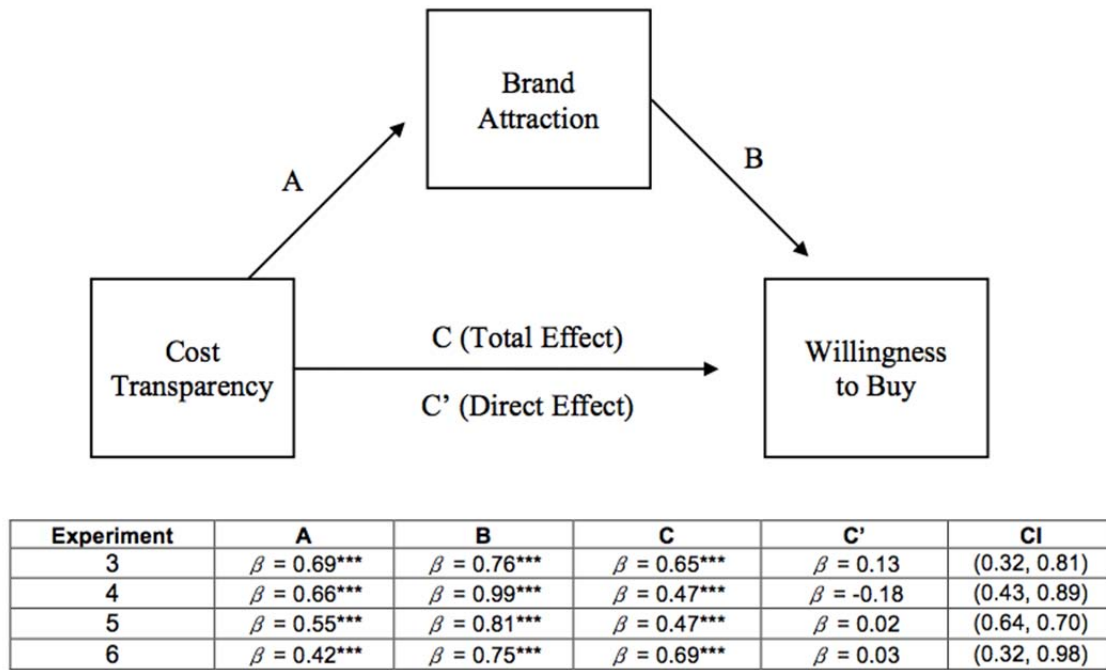 Brand
Attraction
A
B
Cost
Transparency
C (Total Effect)
C’ (Direct Effect)
Willingness
to Buy
Experiment A B C C’ CI
3 β = 0.69*** β = 0.76*** β = 0.65*** β = 0.13 (0.32, 0.81)
4 β = 0.66*** β = 0.99*** β = 0.47*** β = -0.18 (0.43, 0.89)
5 β = 0.55*** β = 0.81*** β = 0.47*** β = 0.02 (0.64, 0.70)
6 β = 0.42*** β = 0.75*** β = 0.69*** β = 0.03 (0.32, 0.98)